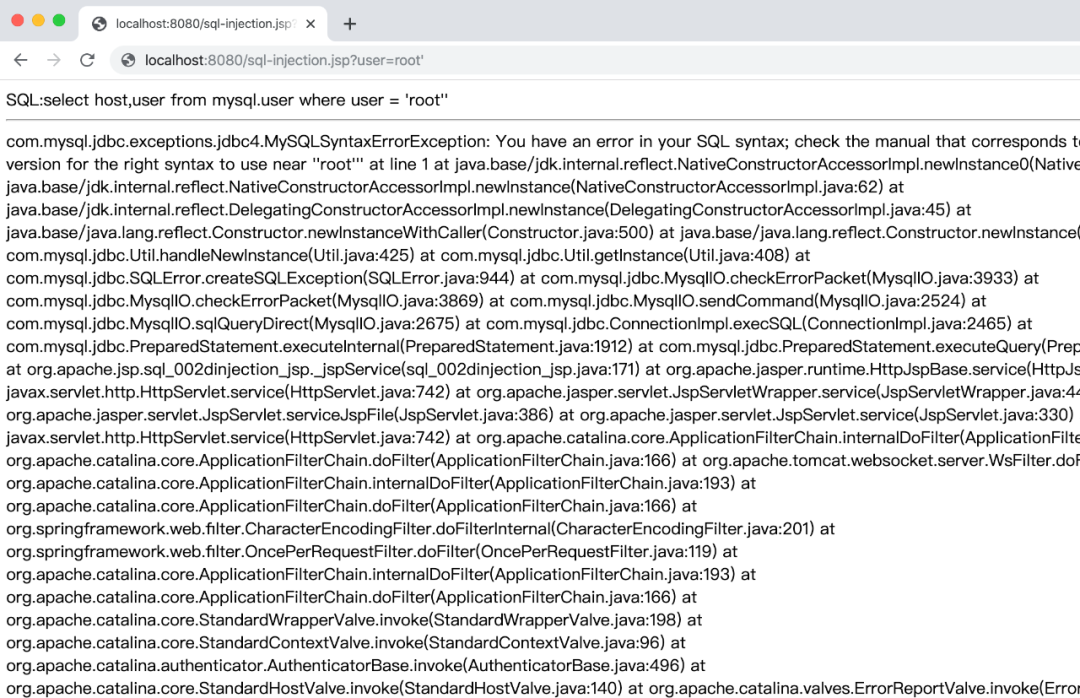 localhost:8080/sql-injection.jsp?
localhost:8080/sql-injection.jsp?user=root'
SQL:select host,user from mysql.user where user = 'root''
com.mysql.jdbc.exceptions.jdbc4.MySQLSyntaxErrorException: You have an error in your SQL syntax; check the manual that corresponds to
version for the right syntax to use near ''root''' at line 1 at java.base/jdk.internal.reflect.NativeConstructorAccessorImpl.newInstance0(Native
java.base/jdk.internal.reflect.NativeConstructorAccessorImpl.newInstance(NativeConstructorAccessorImpl.java:62) at
java.base/jdk.internal.reflect.DelegatingConstructorAccessorImpl.newInstance(DelegatingConstructorAccessorImpl.java:45) at
java.base/java.lang.reflect.Constructor.newInstanceWithCaller(Constructor.java:500) at java.base/java.lang.reflect.Constructor.newInstance(
com.mysql.jdbc.Util.handleNewInstance(Util.java:425) at com.mysql.jdbc.Util.getInstance(Util.java:408) at
com.mysql.jdbc.SQLError.createSQLException(SQLError.java:944) at com.mysql.jdbc.MysqlIO.checkErrorPacket(MysqlIO.java:3933) at
com.mysql.jdbc.MysqlIO.checkErrorPacket(MysqlIO.java:3869) at com.mysql.jdbc.MysqlIO.sendCommand(MysqlIO.java:2524) at
com.mysql.jdbc.MysqlIO.sqlQueryDirect(MysqlIO.java:2675) at com.mysql.jdbc.ConnectionImpl.execSQL(ConnectionImpl.java:2465) at
com.mysql.jdbc.PreparedStatement.executeInternal(PreparedStatement.java:1912) at com.mysql.jdbc.PreparedStatement.executeQuery(Prep
at org.apache.jsp.sql_002dinjection_jsp._jspService(sql_002dinjection_jsp.java:171) at org.apache.jasper.runtime.HttpJspBase.service(HttpJs
javax.servlet.http.HttpServlet.service(HttpServlet.java:742) at org.apache.jasper.servlet.JspServletWrapper.service(JspServletWrapper.java:44
org.apache.jasper.servlet.JspServlet.serviceJspFile(JspServlet.java:386) at org.apache.jasper.servlet.JspServlet.service(JspServlet.java:330)
javax.servlet.http.HttpServlet.service(HttpServlet.java:742) at org.apache.catalina.core.ApplicationFilterChain.internalDoFilter(ApplicationFilte
org.apache.catalina.core.ApplicationFilterChain.doFilter(ApplicationFilterChain.java:166) at org.apache.tomcat.websocket.server.WsFilter.doF
org.apache.catalina.core.ApplicationFilterChain.internalDoFilter(ApplicationFilterChain.java:193) at
org.apache.catalina.core.ApplicationFilterChain.doFilter(ApplicationFilterChain.java:166) at
org.springframework.web.filter.CharacterEncodingFilter.doFilterInternal(CharacterEncodingFilter.java:201) at
org.springframework.web.filter.OncePerRequestFilter.doFilter(OncePerRequestFilter.java:119) at
org.apache.catalina.core.ApplicationFilterChain.internalDoFilter(ApplicationFilterChain.java:193) at
org.apache.catalina.core.ApplicationFilterChain.doFilter(ApplicationFilterChain.java:166) at
org.apache.catalina.core.StandardWrapperValve.invoke(StandardWrapperValve.java:198) at
org.apache.catalina.core.StandardContextValve.invoke(StandardContextValve.java:96) at
org.apache.catalina.authenticator.AuthenticatorBase.invoke(AuthenticatorBase.java:496) at
org.apache.catalina.core.StandardHostValve.invoke(StandardHostValve.java:140) at org.apache.catalina.valves.ErrorReportValve.invoke(Error